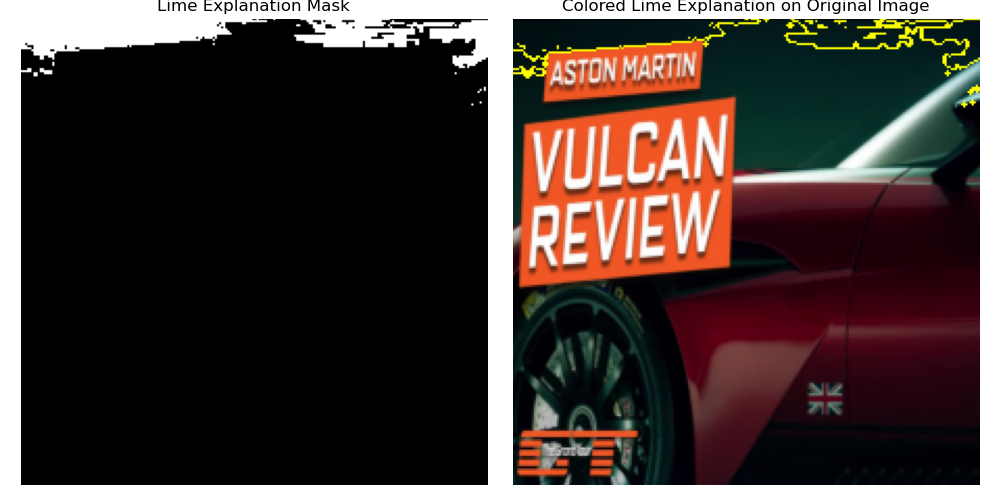 Lime Explanation Mask
Colored Lime Explanation on Original Image
ASTON MARTIN
VULCAN
REVIEW